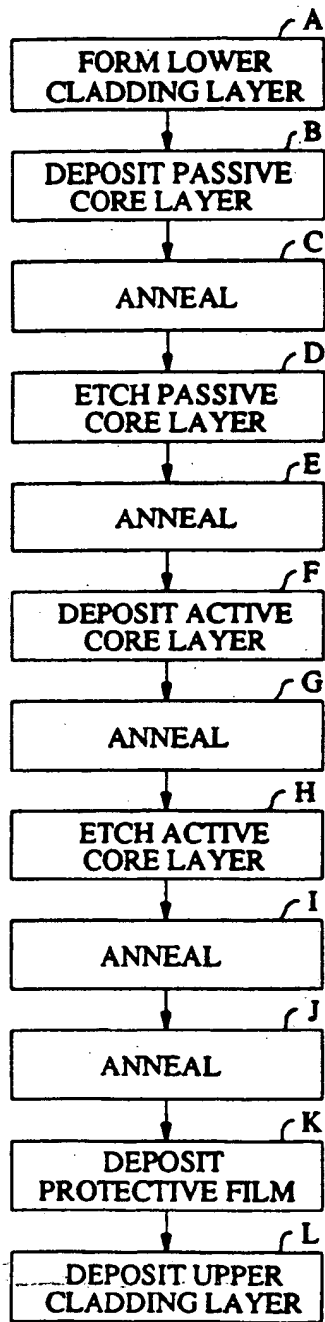 A
FORM LOWER
CLADDING LAYER
B
DEPOSIT PASSIVE
CORE LAYER
C
ANNEAL
D
ETCH PASSIVE
CORE LAYER
E
ANNEAL
F
DEPOSIT ACTIVE
CORE LAYER
G
ANNEAL
H
ETCH ACTIVE
CORE LAYER
I
ANNEAL
J
ANNEAL
K
DEPOSIT
PROTECTIVE FILM
L
DEPOSIT UPPER
CLADDING LAYER